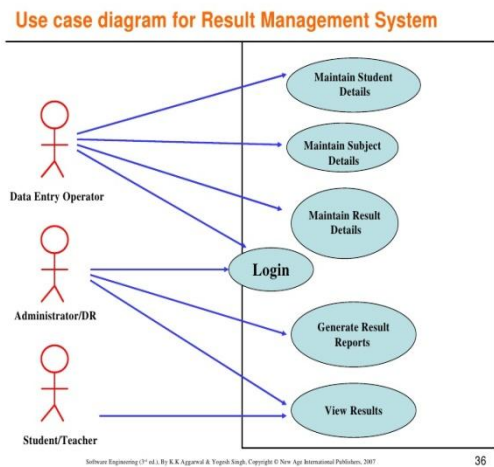 Use case diagram for Result Management System
Maintain Student
Details
Maintain Subject
Details
Data Entry Operator
Maintain Result
Details
Login
Administrator/DR
Generate Result
Reports
View Results
Student/Teacher
Software Engineering (3rd ed.), By K.K Aggarwal & Yogesh Singh, Copyright © New Age International Publishers, 2007
36